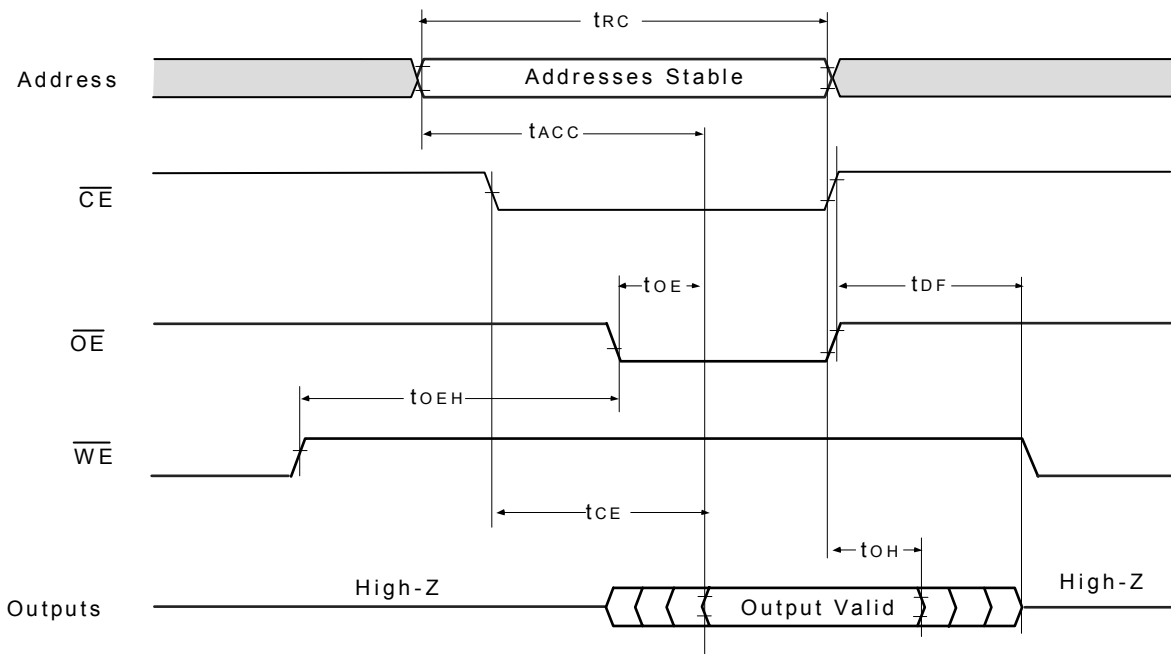 tRC
Address
Addresses Stable
tACC
CE
tOE
tDF
OE
tOEH
WE
tCE
tOH
High-Z
High-Z
Outputs
Output Valid